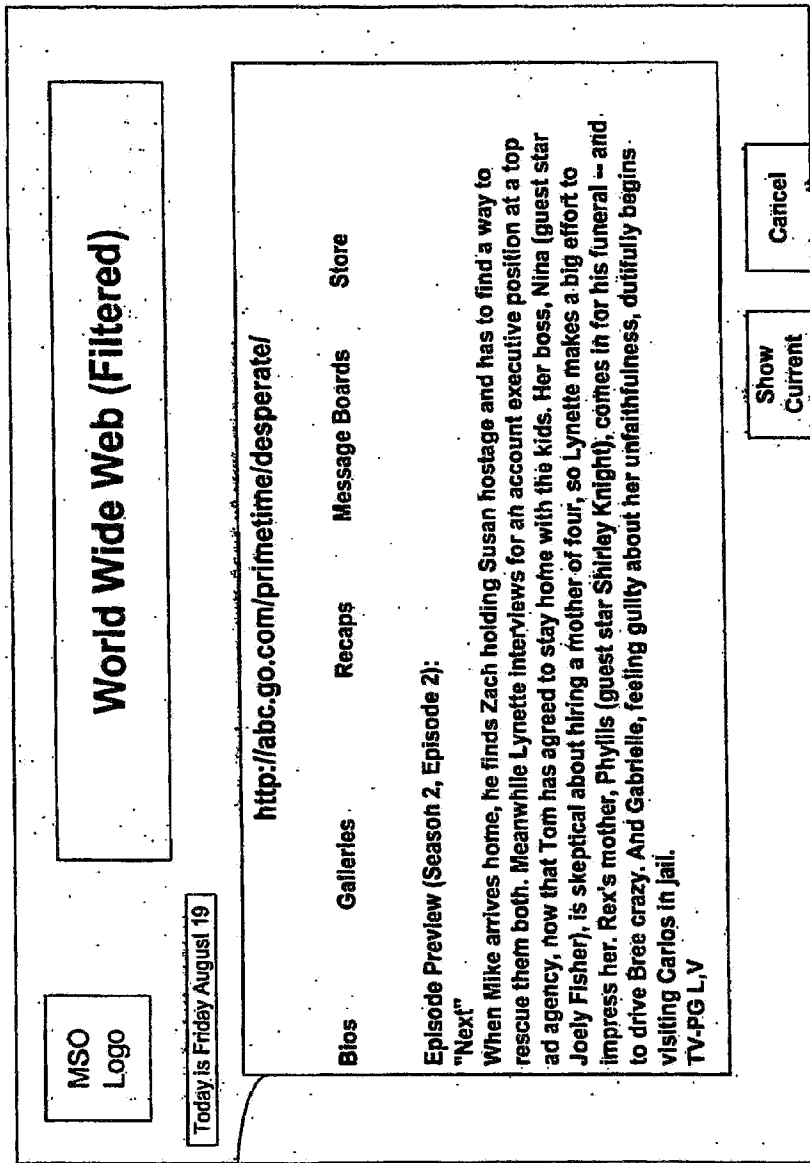 MSO
Logo
World Wide Web (Filtered)
Today is Friday August 19
http://abc.go.com/primetime/desperate/
Bios Galleries Recaps Message Boards Store
Episode Preview (Season 2, Episode 2):
"Next"
When Mike arrives home, he finds Zach holding Susan hostage and has to find a way to
rescue them both. Meanwhile Lynette interviews for an account executive position at a top
ad agency, now that Tom has agreed to stay home with the kids. Her boss, Nina (guest star
Joely Fisher), is skeptical about hiring a mother of four, so Lynette makes a big effort to
impress her. Rex's mother, Phyllis (guest star Shirley Knight), comes in for his funeral -- and
to drive Bree crazy. And Gabrielle, feeling guilty about her unfaithfulness, dutifully begins
visiting Carlos in jail.
TV-PG L,V
Show
Current
Cancel